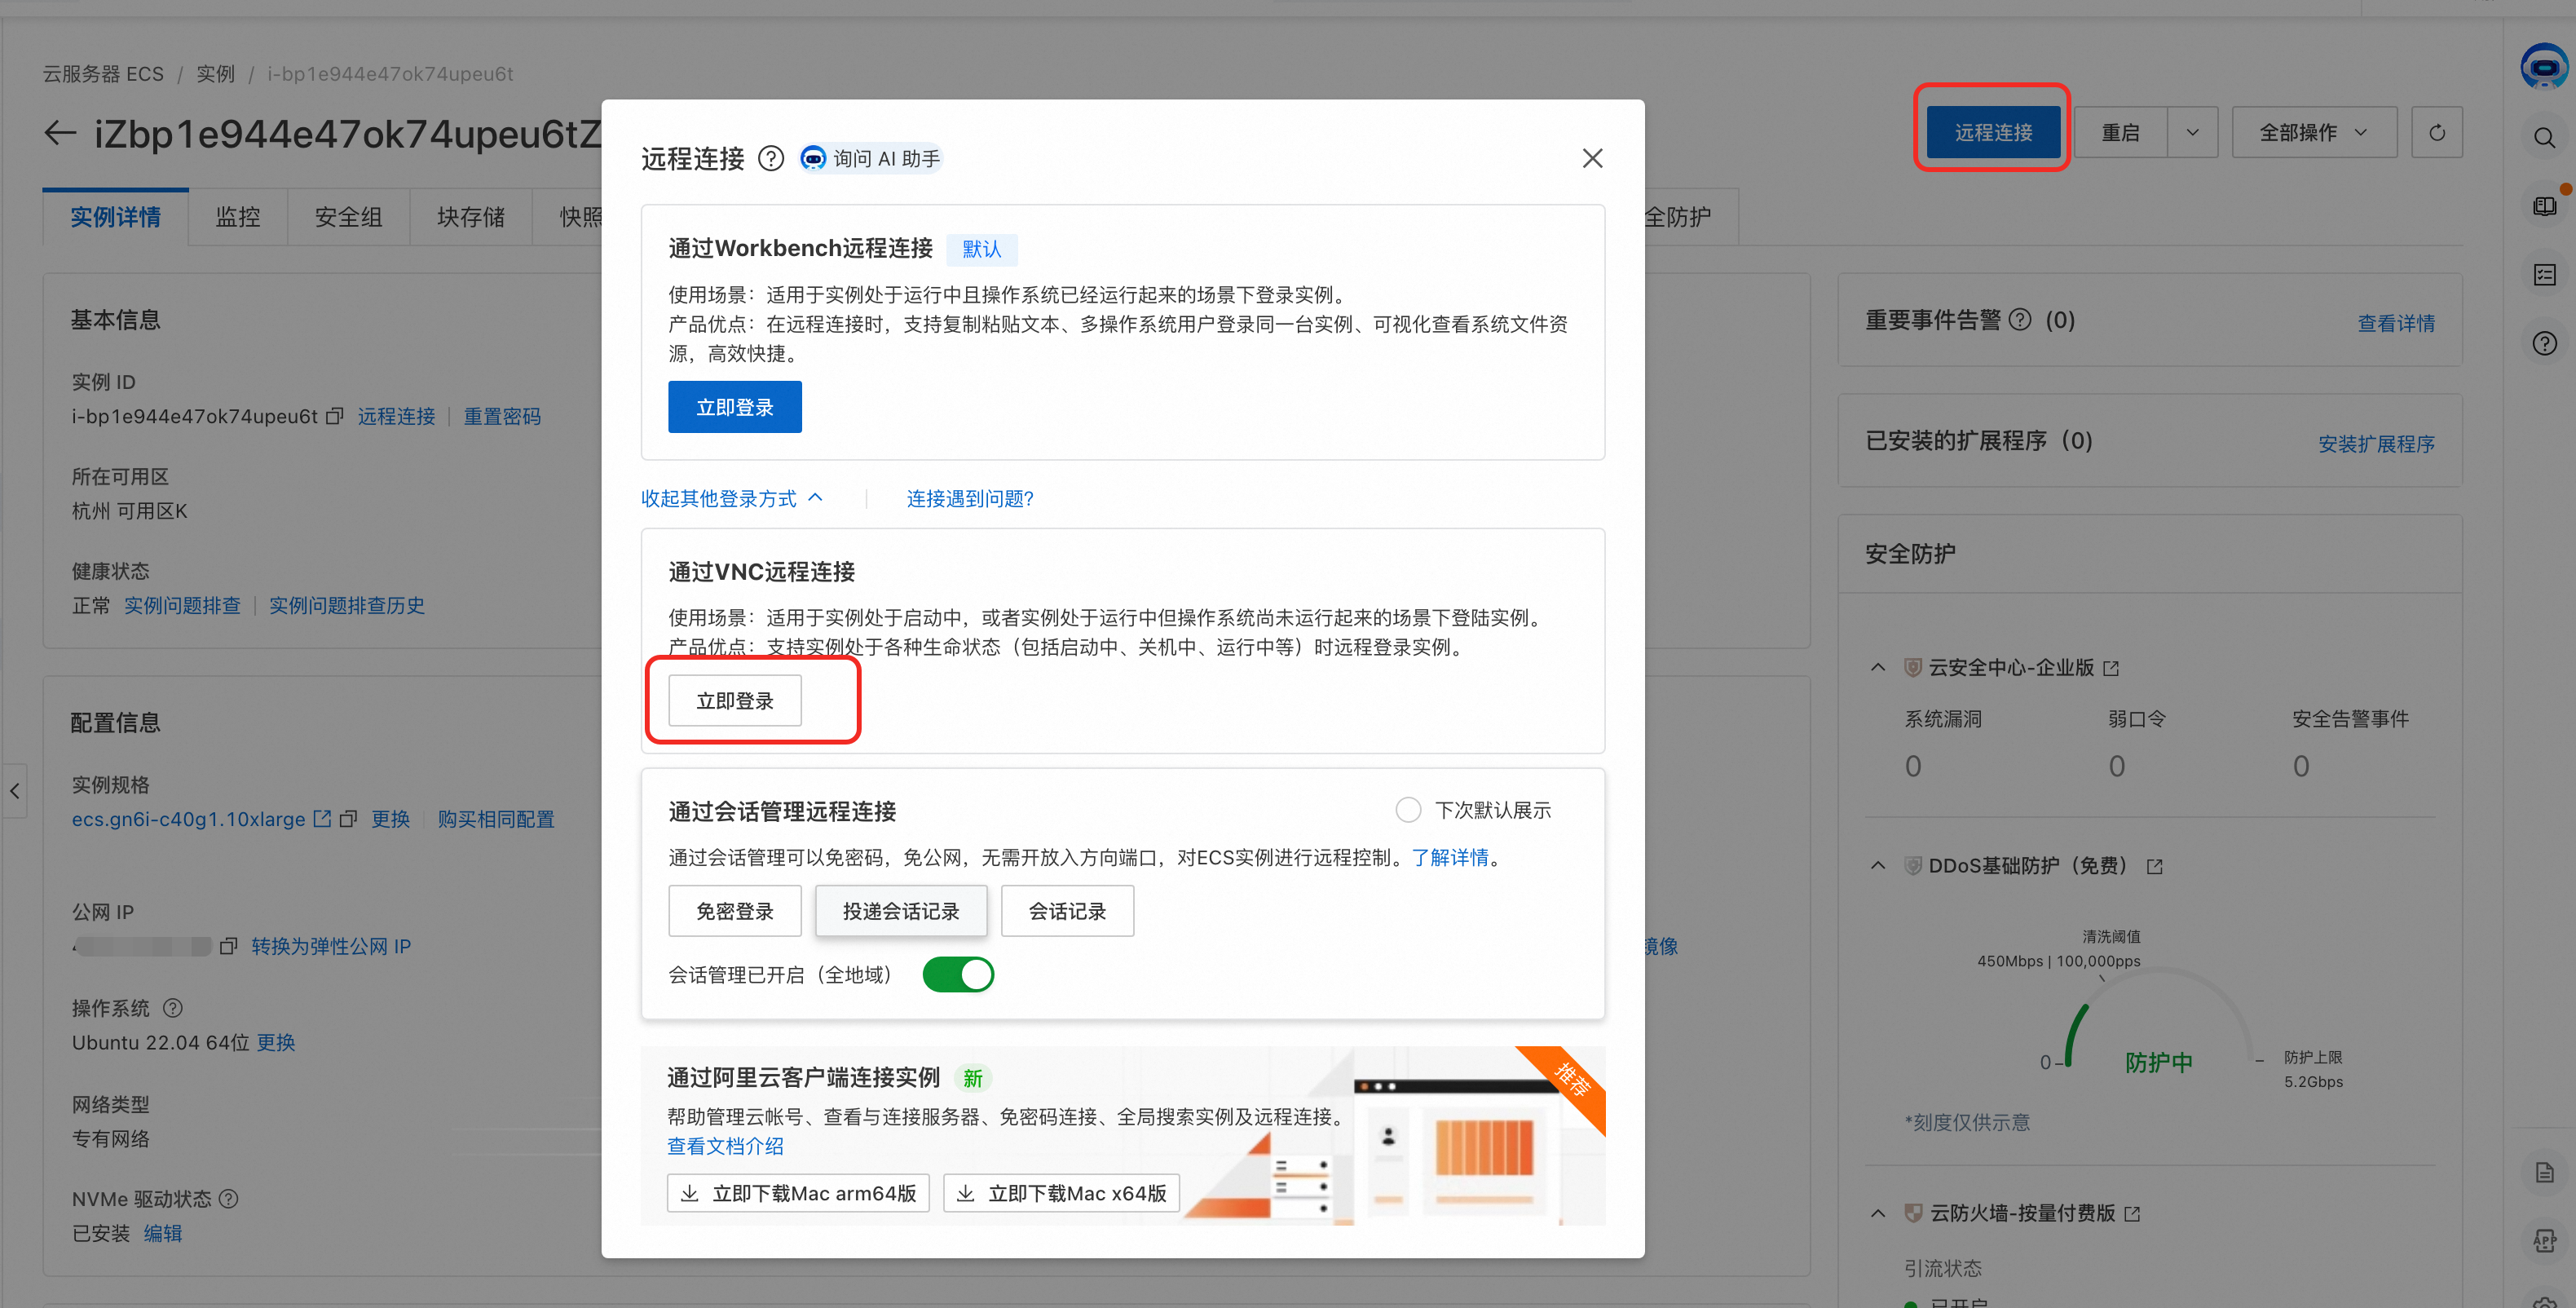 云服务器 ECS / 实例 / i-bp1e944e47ok74upeu6t
iZbp1e944e47ok74upeu6tZ
远程连接
重启
全部操作
实例详情
监控
安全组
块存储
快照
全防护
基本信息
实例 ID
i-bp1e944e47ok74upeu6t 远程连接 | 重置密码
所在可用区
杭州 可用区K
健康状态
正常 实例问题排查 | 实例问题排查历史
配置信息
实例规格
ecs.gn6i-c40g1.10xlarge 更换 | 购买相同配置
公网 IP
转换为弹性公网 IP
操作系统
Ubuntu 22.04 64位 更换
网络类型
专有网络
NVMe 驱动状态
已安装 编辑
远程连接 询问 AI 助手
通过Workbench远程连接 默认
使用场景：适用于实例处于运行中且操作系统已经运行起来的场景下登录实例。
产品优点：在远程连接时，支持复制粘贴文本、多操作系统用户登录同一台实例、可视化查看系统文件资
源，高效快捷。
立即登录
收起其他登录方式 | 连接遇到问题?
通过VNC远程连接
使用场景：适用于实例处于启动中，或者实例处于运行中但操作系统尚未运行起来的场景下登陆实例。
产品优点：支持实例处于各种生命状态（包括启动中、关机中、运行中等）时远程登录实例。
立即登录
通过会话管理远程连接
下次默认展示
通过会话管理可以免密码，免公网，无需开放入方向端口，对ECS实例进行远程控制。了解详情。
免密登录
投递会话记录
会话记录
会话管理已开启（全地域）
通过阿里云客户端连接实例 新
推荐
帮助管理云帐号、查看与连接服务器、免密码连接、全局搜索实例及远程连接。
查看文档介绍
立即下载Mac arm64版
立即下载Mac x64版
镜像
重要事件告警 (0)
查看详情
已安装的扩展程序（0）
安装扩展程序
安全防护
云安全中心-企业版
系统漏洞
弱口令
安全告警事件
0
0
0
DDoS基础防护（免费）
清洗阈值
450Mbps | 100,000pps
0
防护中
防护上限
5.2Gbps
*刻度仅供示意
云防火墙-按量付费版
引流状态
已开启
APP